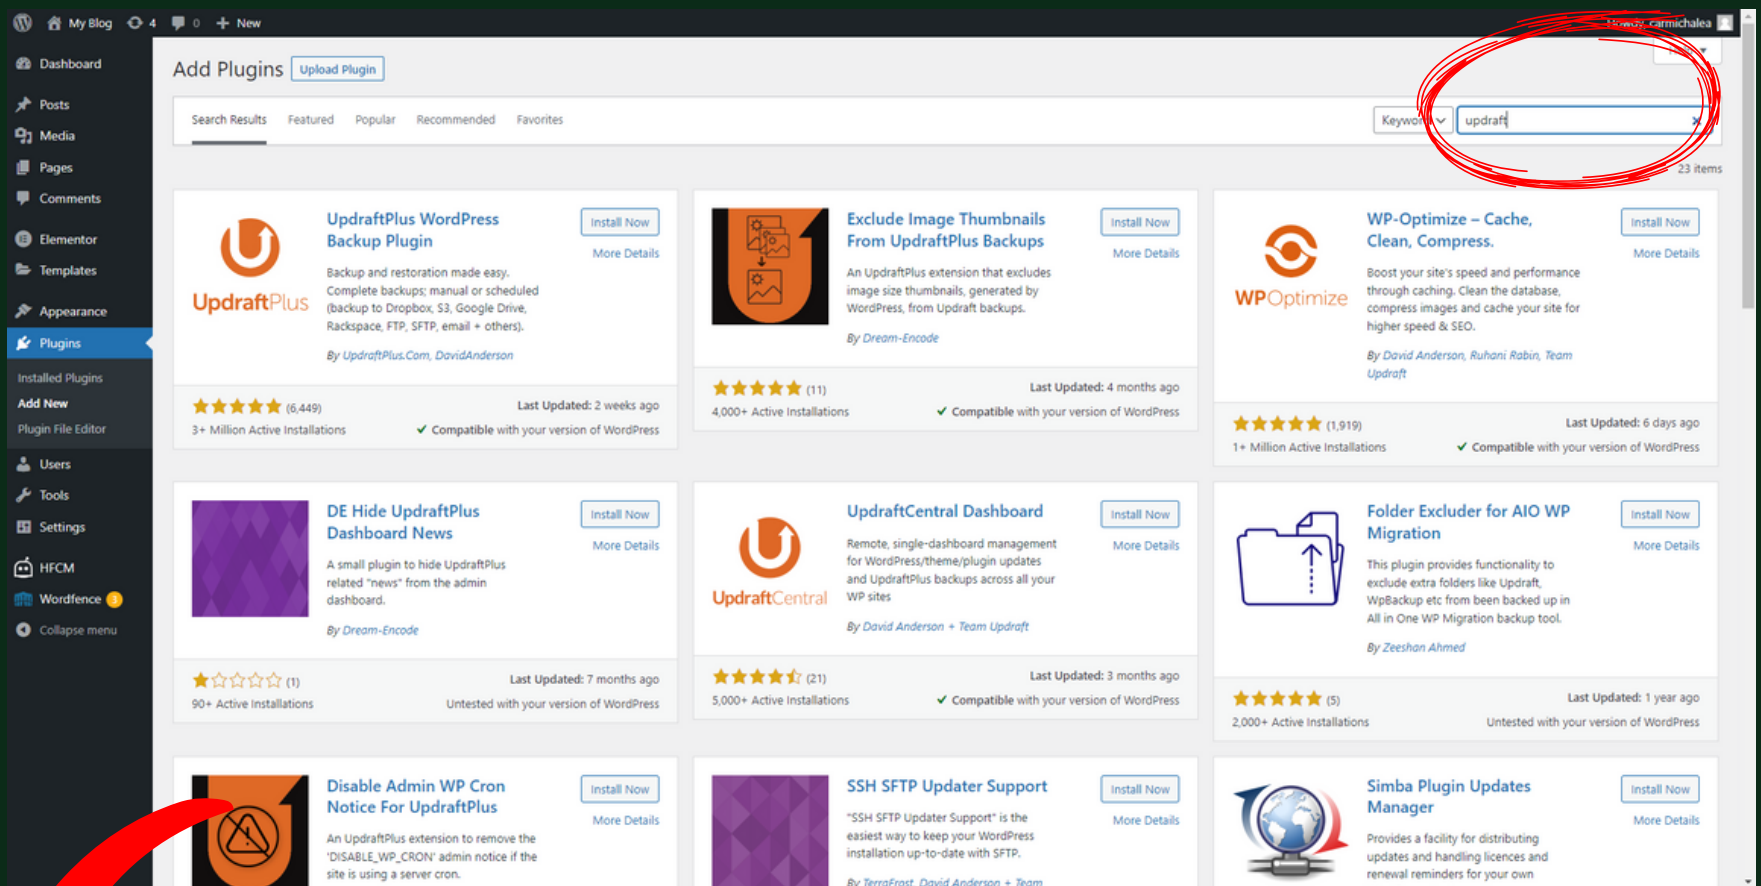 My Blog 4 0 + New
carmichalea
Dashboard
Posts
Media
Pages
Comments
Elementor
Templates
Appearance
Plugins
Installed Plugins
Add New
Plugin File Editor
Users
Tools
Settings
HFCM
Wordfence 3
Collapse menu
Add Plugins Upload Plugin
Search Results Featured Popular Recommended Favorites
Keyword updraft
23 items
UpdraftPlus
UpdraftPlus WordPress
Backup Plugin
Install Now
More Details
Backup and restoration made easy.
Complete backups; manual or scheduled
(backup to Dropbox, S3, Google Drive,
Rackspace, FTP, SFTP, email + others).
By UpdraftPlus.Com, DavidAnderson
(6,449)
3+ Million Active Installations
Last Updated: 2 weeks ago
✔ Compatible with your version of WordPress
Exclude Image Thumbnails
From UpdraftPlus Backups
Install Now
More Details
An UpdraftPlus extension that excludes
image size thumbnails, generated by
WordPress, from Updraft backups.
By Dream-Encode
(11)
4,000+ Active Installations
Last Updated: 4 months ago
✔ Compatible with your version of WordPress
WPOptimize
WP-Optimize – Cache,
Clean, Compress.
Install Now
More Details
Boost your site's speed and performance
through caching. Clean the database,
compress images and cache your site for
higher speed & SEO.
By David Anderson, Ruhani Rabin, Team
Updraft
(1,919)
1+ Million Active Installations
Last Updated: 6 days ago
✔ Compatible with your version of WordPress
DE Hide UpdraftPlus
Dashboard News
Install Now
More Details
A small plugin to hide UpdraftPlus
related "news" from the admin
dashboard.
By Dream-Encode
(1)
90+ Active Installations
Last Updated: 7 months ago
Untested with your version of WordPress
UpdraftCentral
UpdraftCentral Dashboard
Install Now
More Details
Remote, single-dashboard management
for WordPress/theme/plugin updates
and UpdraftPlus backups across all your
WP sites
By David Anderson + Team Updraft
(21)
5,000+ Active Installations
Last Updated: 3 months ago
✔ Compatible with your version of WordPress
Folder Excluder for AIO WP
Migration
Install Now
More Details
This plugin provides functionality to
exclude extra folders like Updraft,
WpBackup etc from been backed up in
All in One WP Migration backup tool.
By Zeeshan Ahmed
(5)
2,000+ Active Installations
Last Updated: 1 year ago
Untested with your version of WordPress
Disable Admin WP Cron
Notice For UpdraftPlus
Install Now
More Details
An UpdraftPlus extension to remove the
'DISABLE_WP_CRON' admin notice if the
site is using a server cron.
SSH SFTP Updater Support
Install Now
More Details
"SSH SFTP Updater Support" is the
easiest way to keep your WordPress
installation up-to-date with SFTP.
By TerraFrost, David Anderson + Team
Simba Plugin Updates
Manager
Install Now
More Details
Provides a facility for distributing
updates and handling licences and
renewal reminders for your own